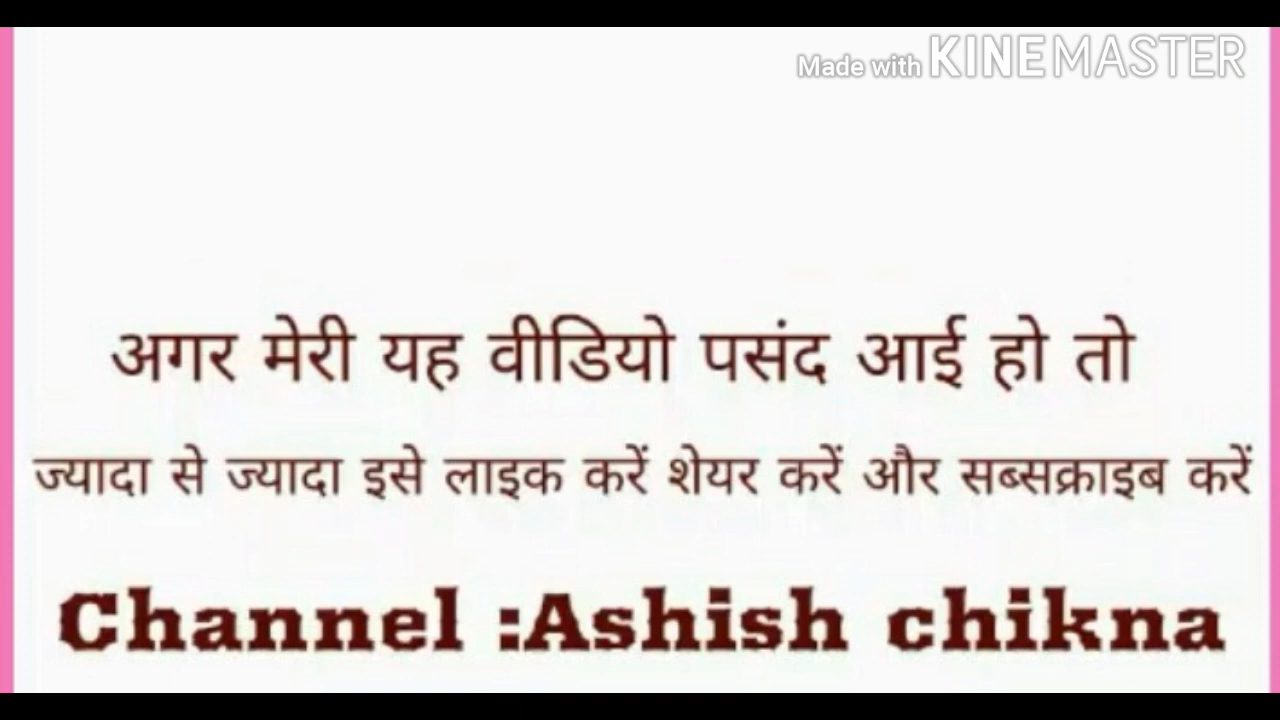 Made with KINEMASTER
अगर मेरी यह वीडियो पसंद आई हो तो
ज्यादा से ज्यादा इसे लाइक करें शेयर करें और सब्सक्राइब करें
Channel :Ashish chikna